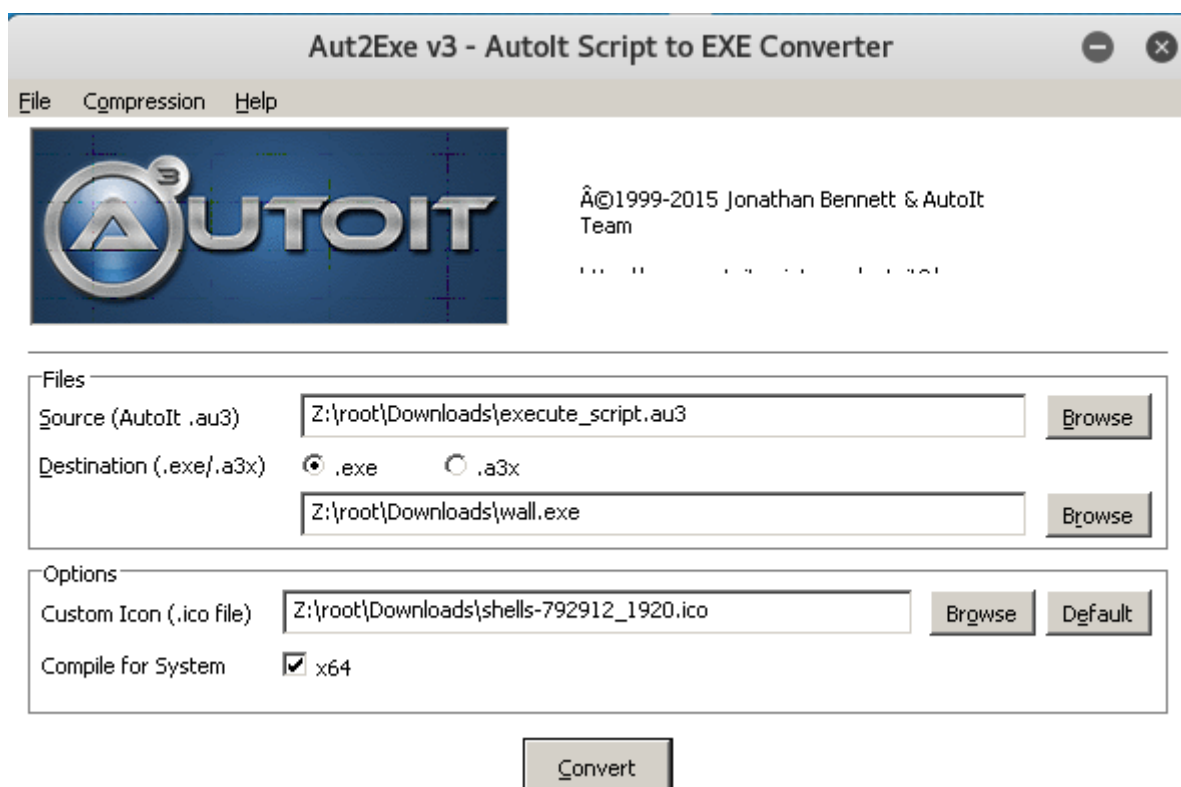 Aut2Exe v3 - AutoIt Script to EXE Converter
File Compression Help
AUTOIT 3
Â©1999-2015 Jonathan Bennett & AutoIt
Team
Files
Source (AutoIt .au3) Z:\root\Downloads\execute_script.au3 Browse
Destination (.exe/.a3x) .exe .a3x
Z:\root\Downloads\wall.exe Browse
Options
Custom Icon (.ico file) Z:\root\Downloads\shells-792912_1920.ico Browse Default
Compile for System x64
Convert